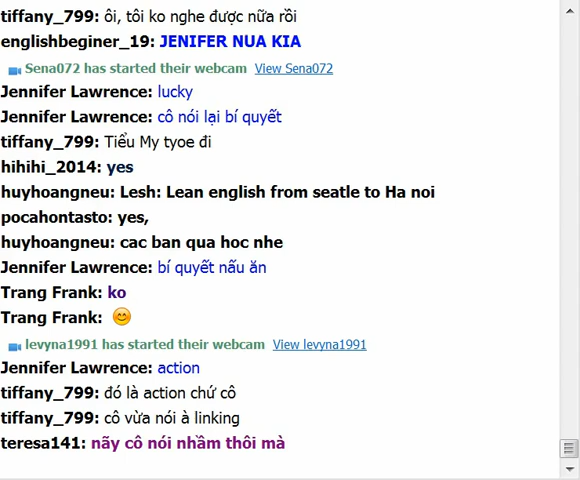 tiffany_799: ôi, tôi ko nghe được nữa rồi
englishbeginer_19: JENIFER NUA KIA
Sena072 has started their webcam View Sena072
Jennifer Lawrence: lucky
Jennifer Lawrence: cô nói lại bí quyết
tiffany_799: Tiểu My tyoe đi
hihihi_2014: yes
huyhoangneu: Lesh: Lean english from seatle to Ha noi
pocahontasto: yes,
huyhoangneu: cac ban qua hoc nhe
Jennifer Lawrence: bí quyết nấu ăn
Trang Frank: ko
Trang Frank: 😊
levyna1991 has started their webcam View levyna1991
Jennifer Lawrence: action
tiffany_799: đó là action chứ cô
tiffany_799: cô vừa nói à linking
teresa141: nãy cô nói nhầm thôi mà